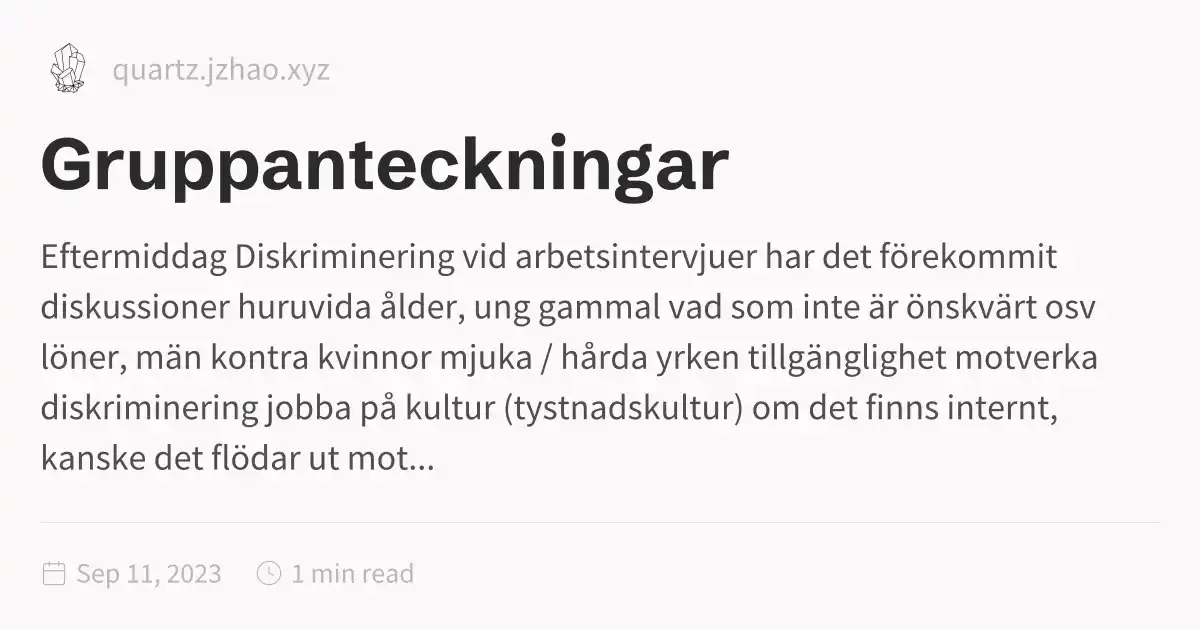 quartz.jzhao.xyz
Gruppanteckningar
Eftermiddag Diskriminering vid arbetsintervjuer har det förekommit
diskussioner huruvida ålder, ung gammal vad som inte är önskvärt osv
löner, män kontra kvinnor mjuka / hårda yrken tillgänglighet motverka
diskriminering jobba på kultur (tystnadskultur) om det finns internt,
kanske det flödar ut mot...
Sep 11, 2023 1 min read